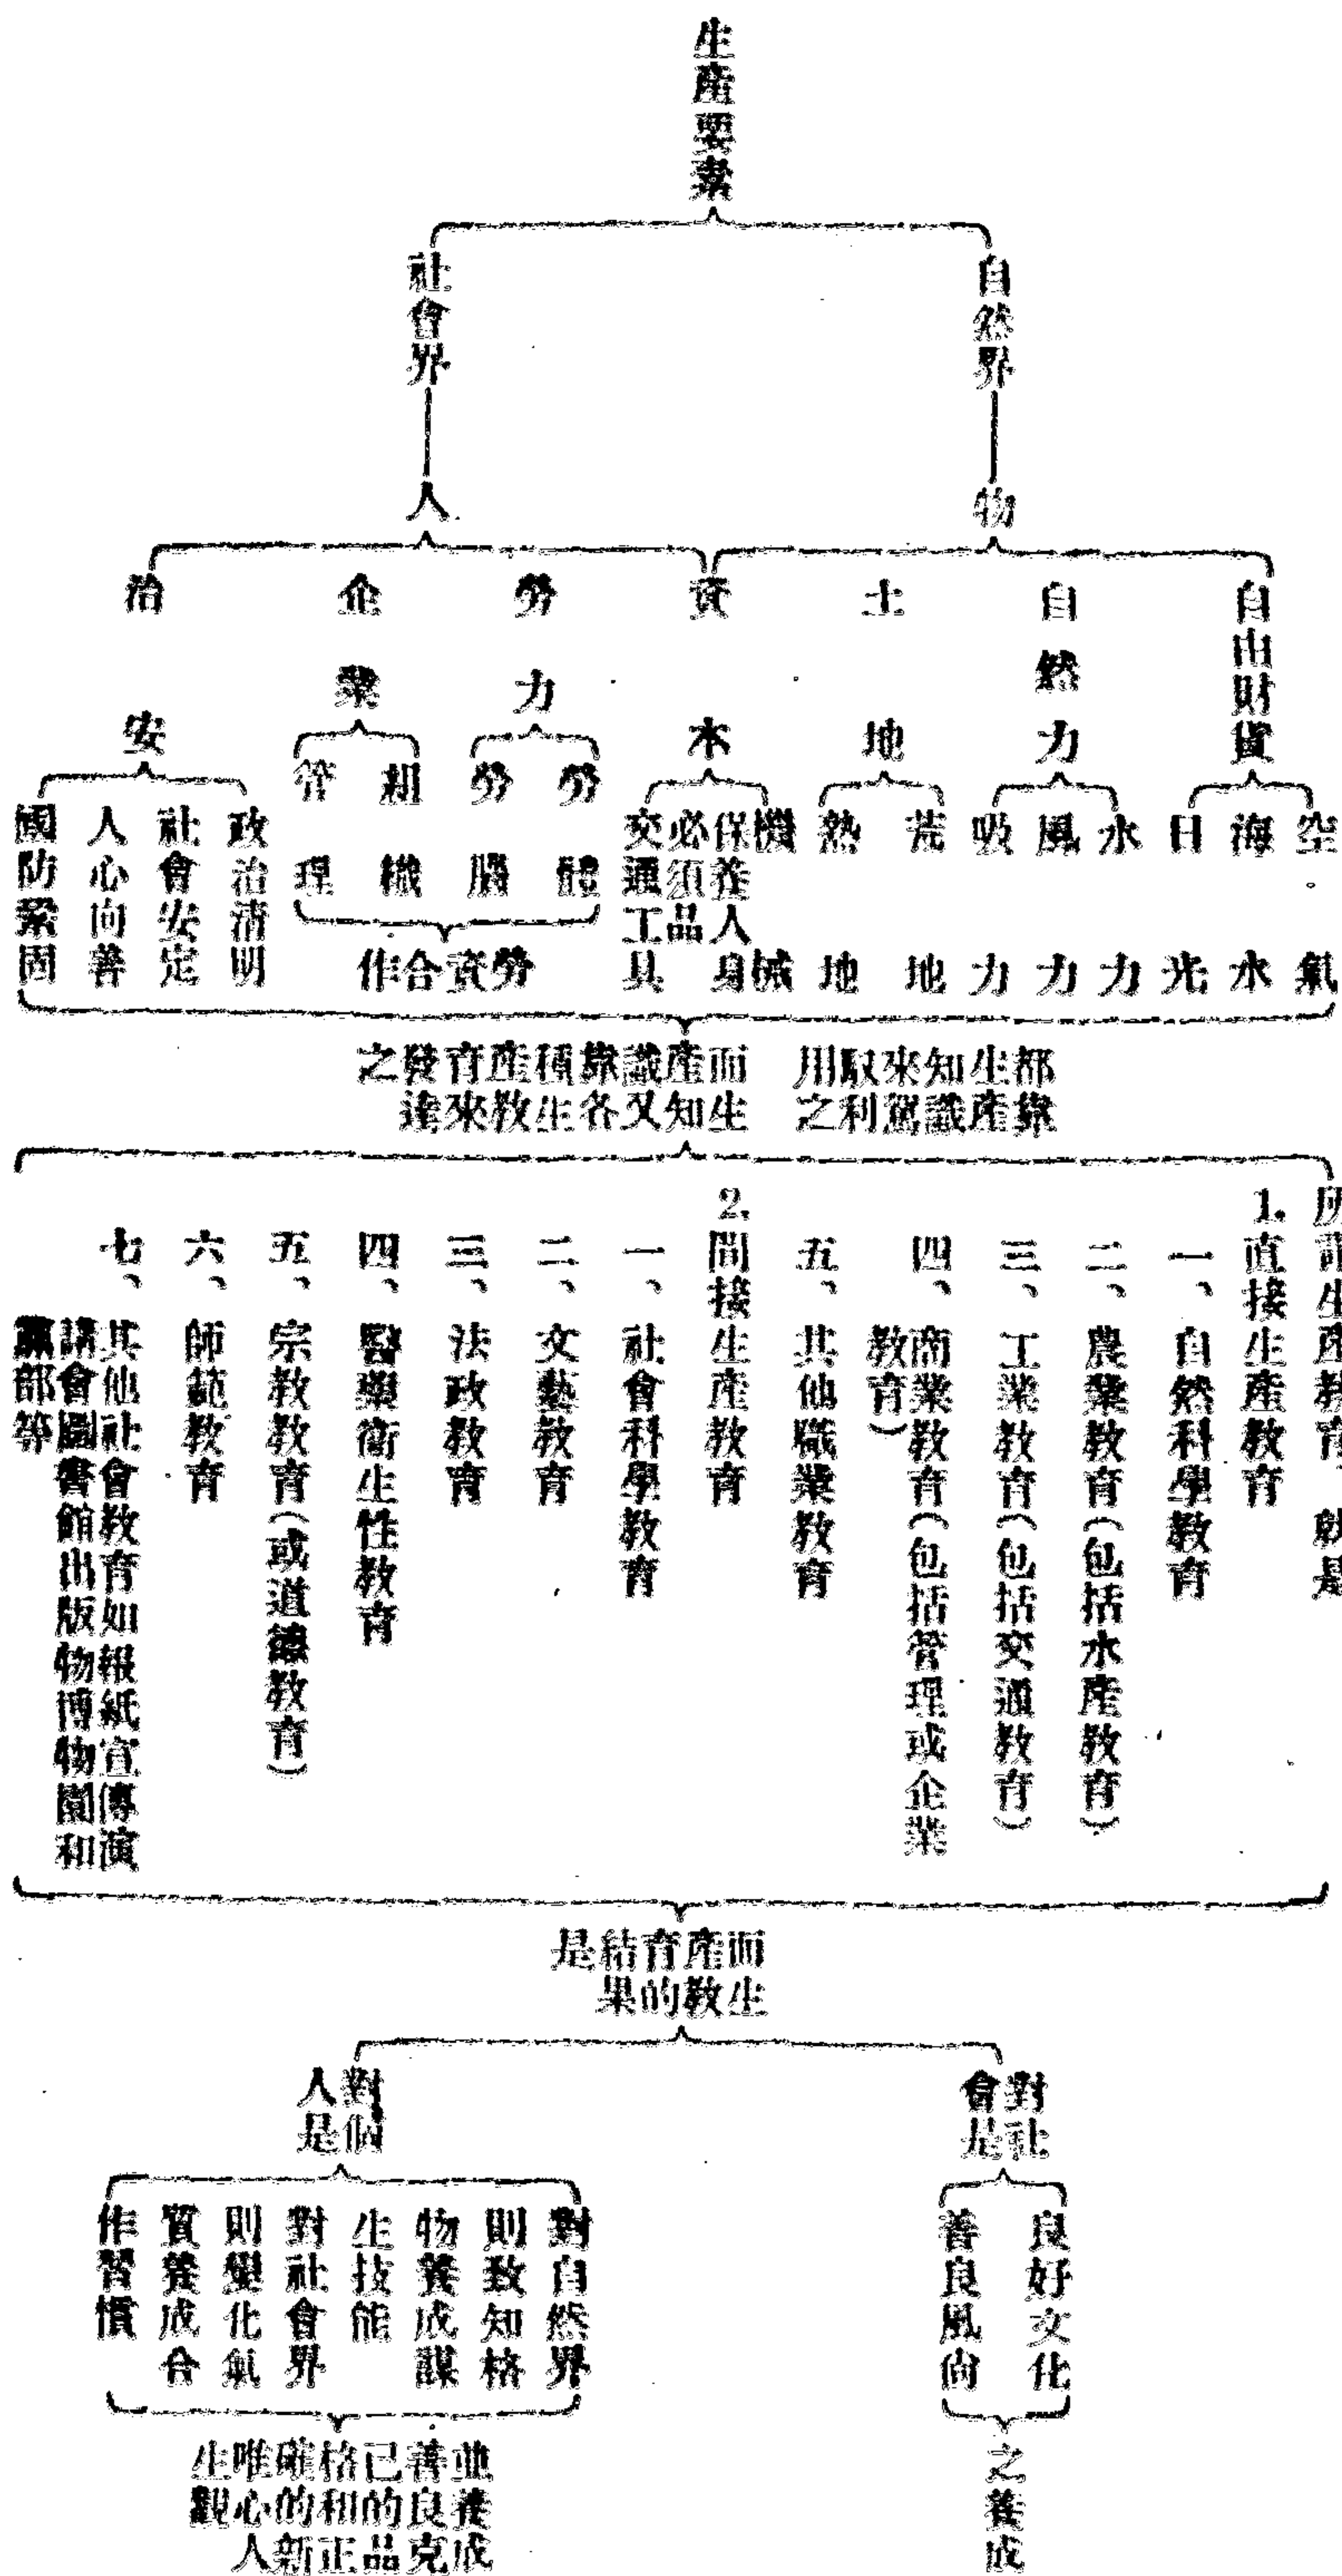 生產要素
自然界
物
自由財貨
空氣
海水
日光
自然力
水力
風力
吸力
土地
荒地
熱地
資本
機械
保養人身
必須品
交通工具
社會界
人
勞力
勞體
勞腦
企業
組織
管理
勞資合作
治安
政治清明
社會安定
人心向善
國防鞏固
都靠生產知識來駕馭利用之
而生產知識又靠各種生產教育來發達之
所謂生產教育、就是
1.直接生產教育
一、自然科學教育
二、農業教育(包括水產教育)
三、工業教育(包括交通教育)
四、商業教育(包括管理或企業
教育)
五、其他職業教育
2.間接生產教育
一、社會科學教育
二、文藝教育
三、法政教育
四、醫藥衛生性教育
五、宗教教育(或道德教育)
六、師範教育
七、其他社會教育如報紙宣傳演
講會圖書館出版物博物園和
黨部等
而生產教育的結果是
對社會是
良好文化
善良風尚
之養成
對個人是
對自然界
則致知格
物養成謀
生技能
對社會界
則變化氣
質養成合
作習慣
並養成
善良克
已的品
格和正
確的新
唯心人
生觀